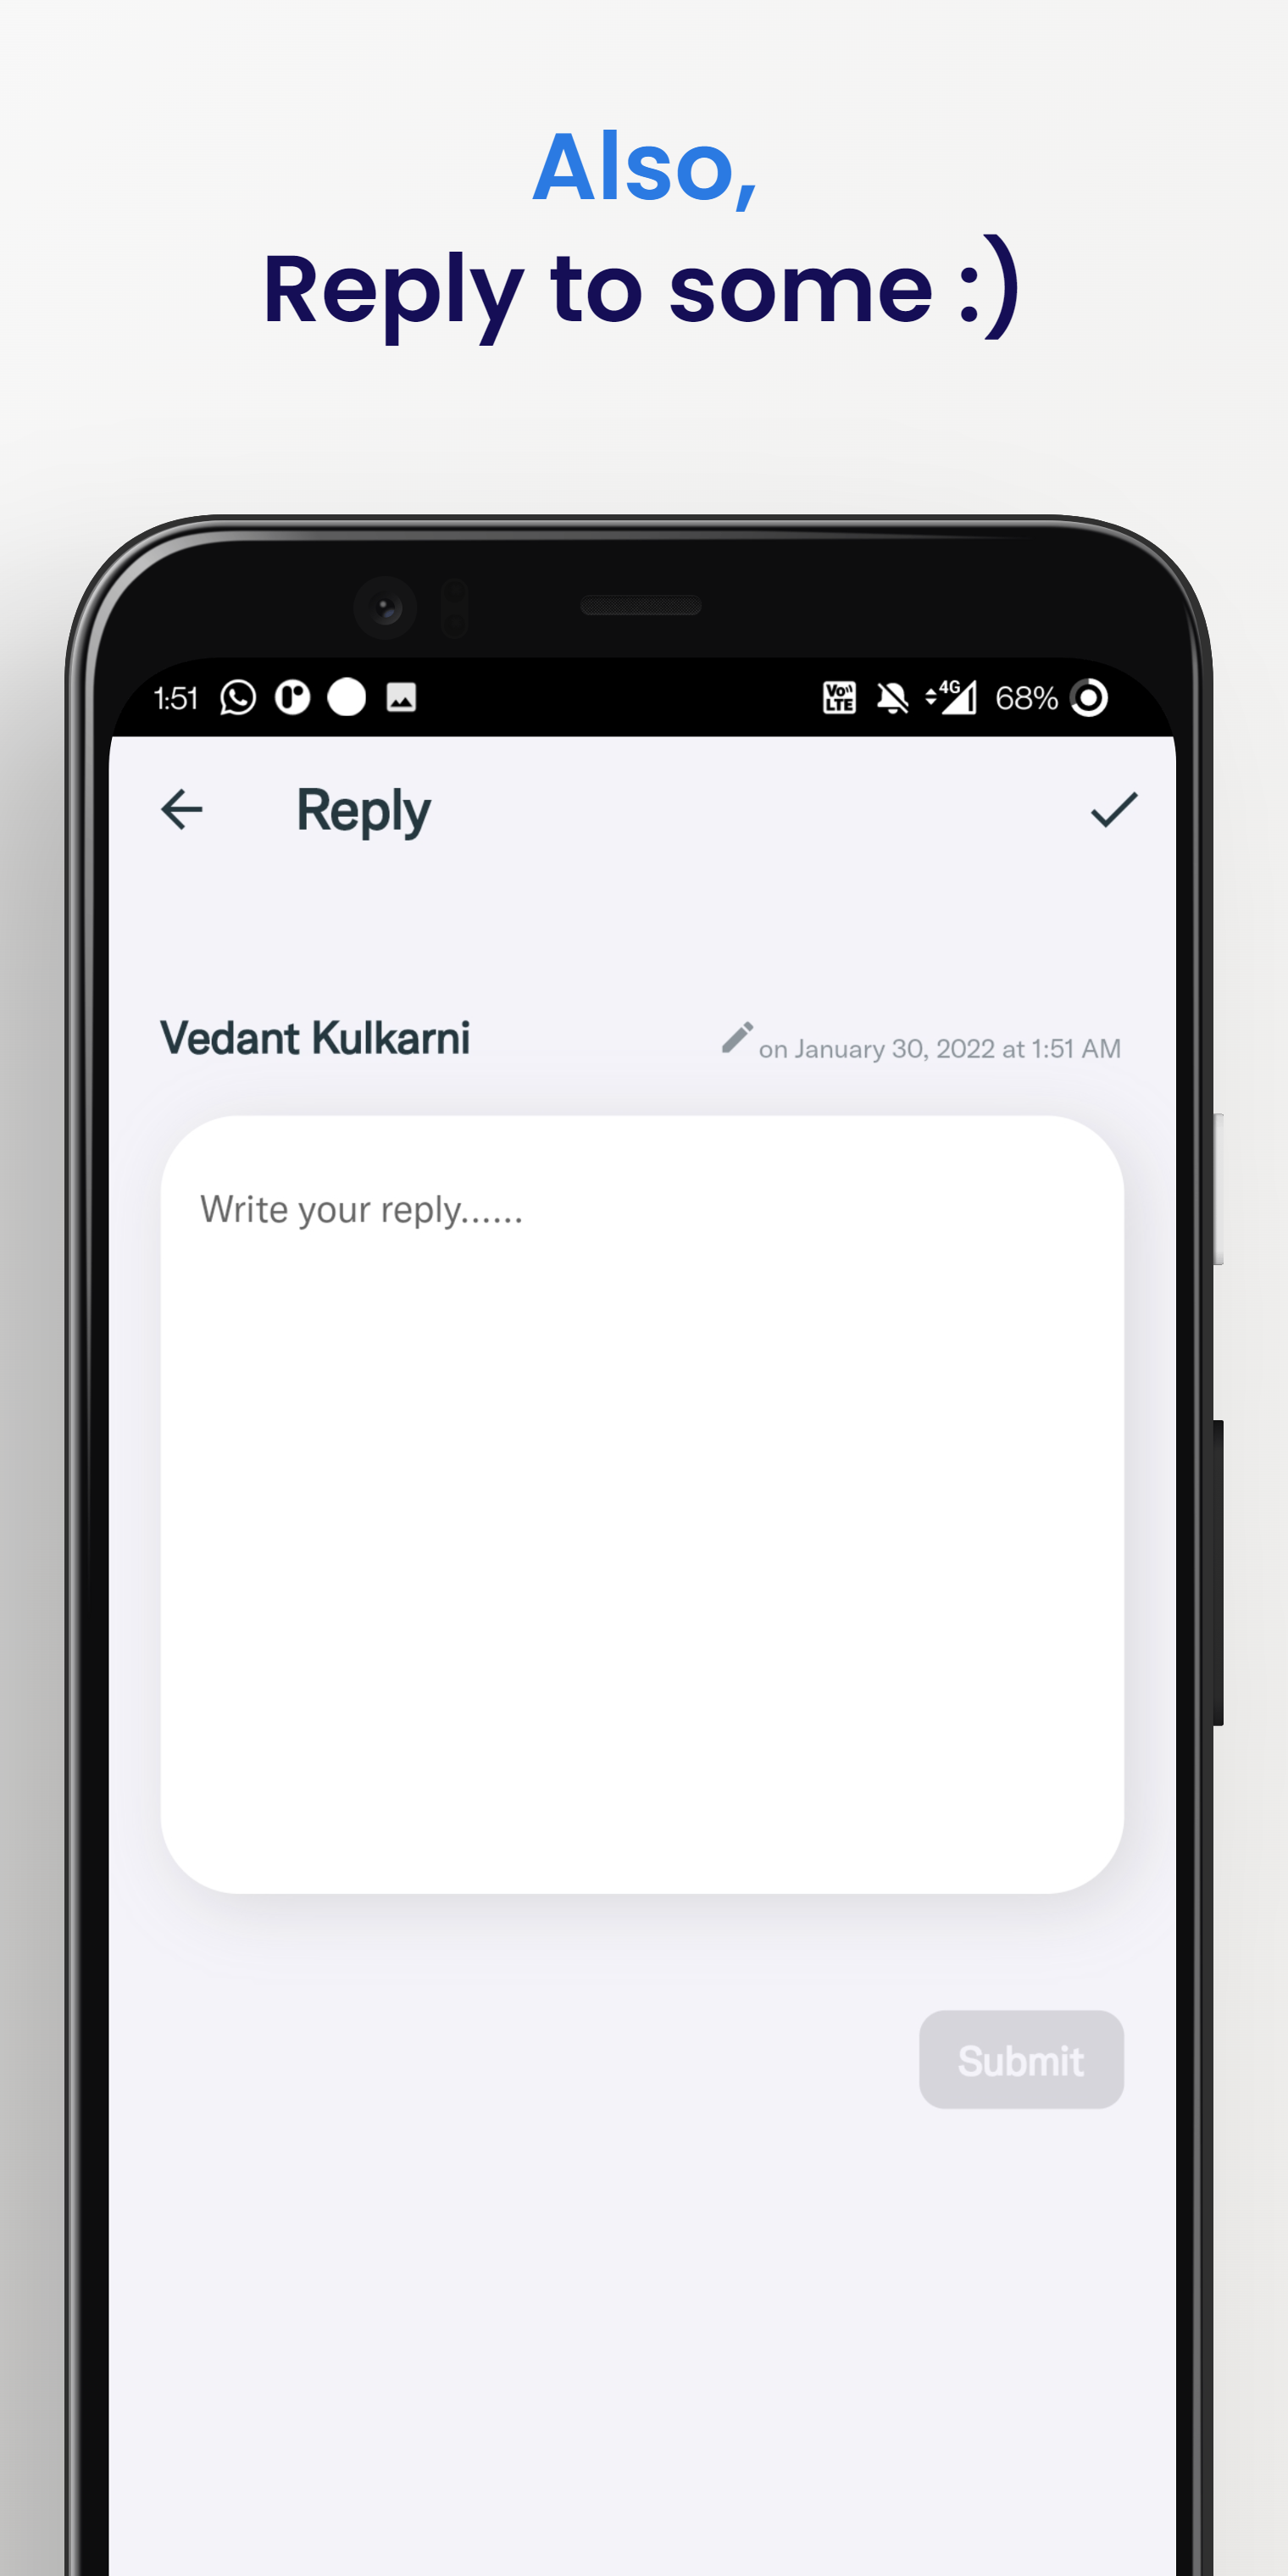 Also,
Reply to some :)
1:51 Vo)) LTE 4G 68%
Reply
Vedant Kulkarni on January 30, 2022 at 1:51 AM
Write your reply......
Submit